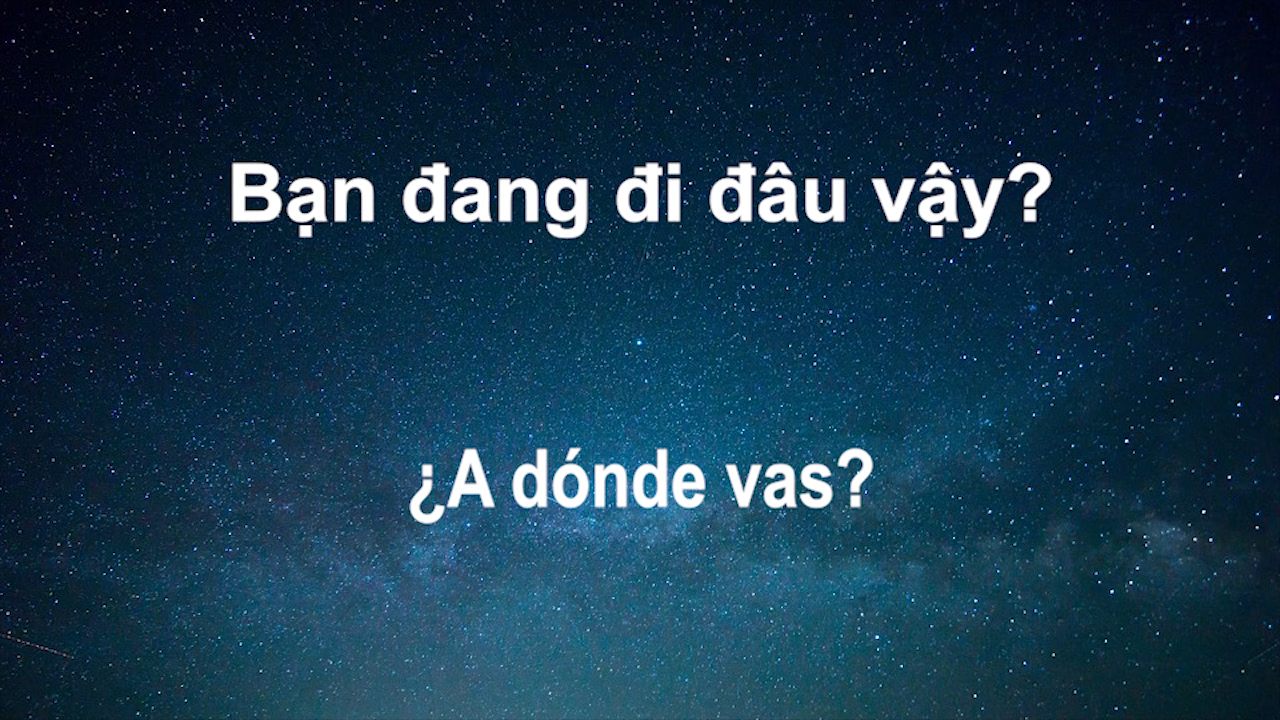 Bạn đang đi đâu vậy?
¿A dónde vas?